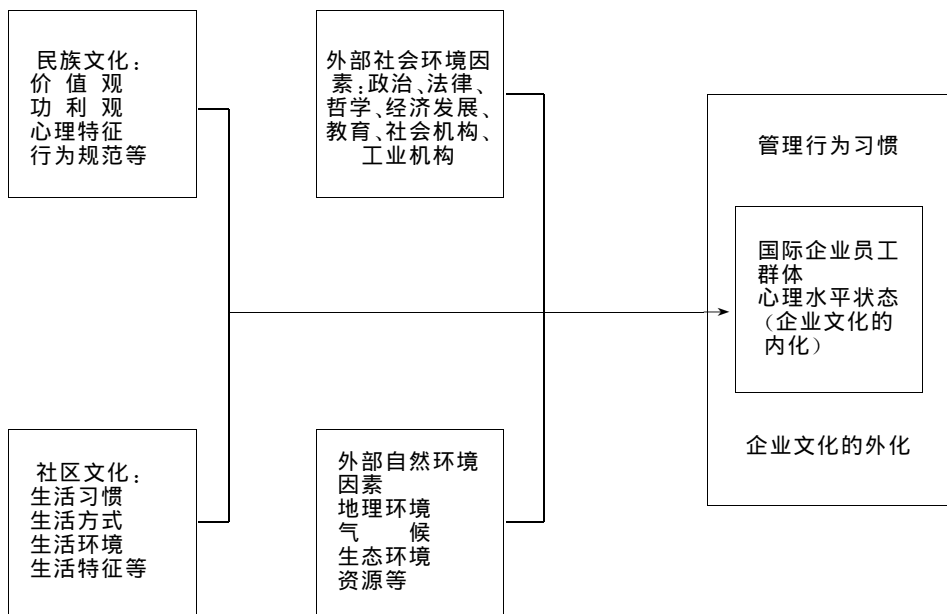 民族文化:
价 值 观
功 利 观
心理特征
行为规范等
外部社会环境因
素:政治、法律、
哲学、经济发展、
教育、社会机构、
工业机构
管理行为习惯
国际企业员工
群体
心理水平状态
(企业文化的
内化)
企业文化的外化
社区文化:
生活习惯
生活方式
生活环境
生活特征等
外部自然环境
因素
地理环境
气　　候
生态环境
资源等